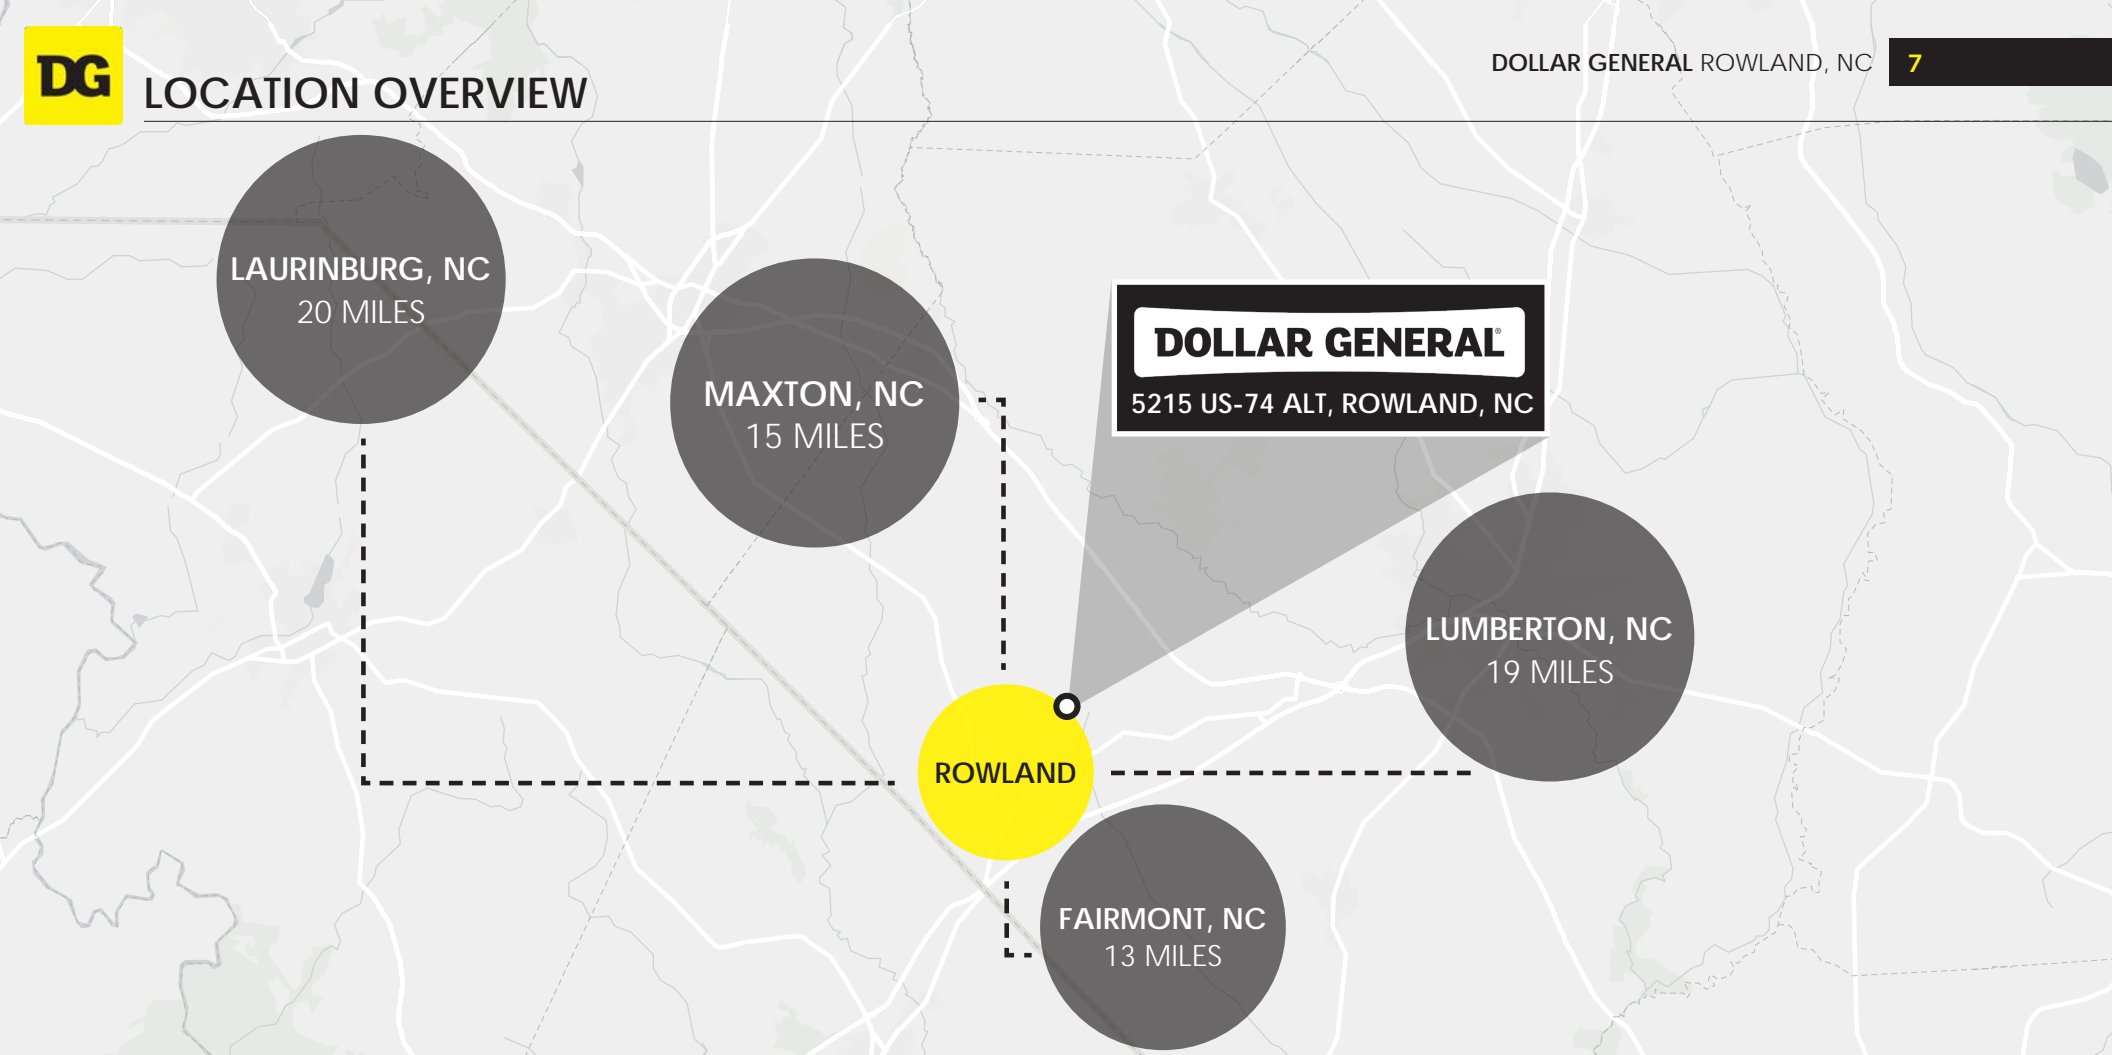 DG
LOCATION OVERVIEW
DOLLAR GENERAL ROWLAND, NC
7
LAURINBURG, NC
20 MILES
MAXTON, NC
15 MILES
DOLLAR GENERAL®
5215 US-74 ALT, ROWLAND, NC
LUMBERTON, NC
19 MILES
ROWLAND
FAIRMONT, NC
13 MILES